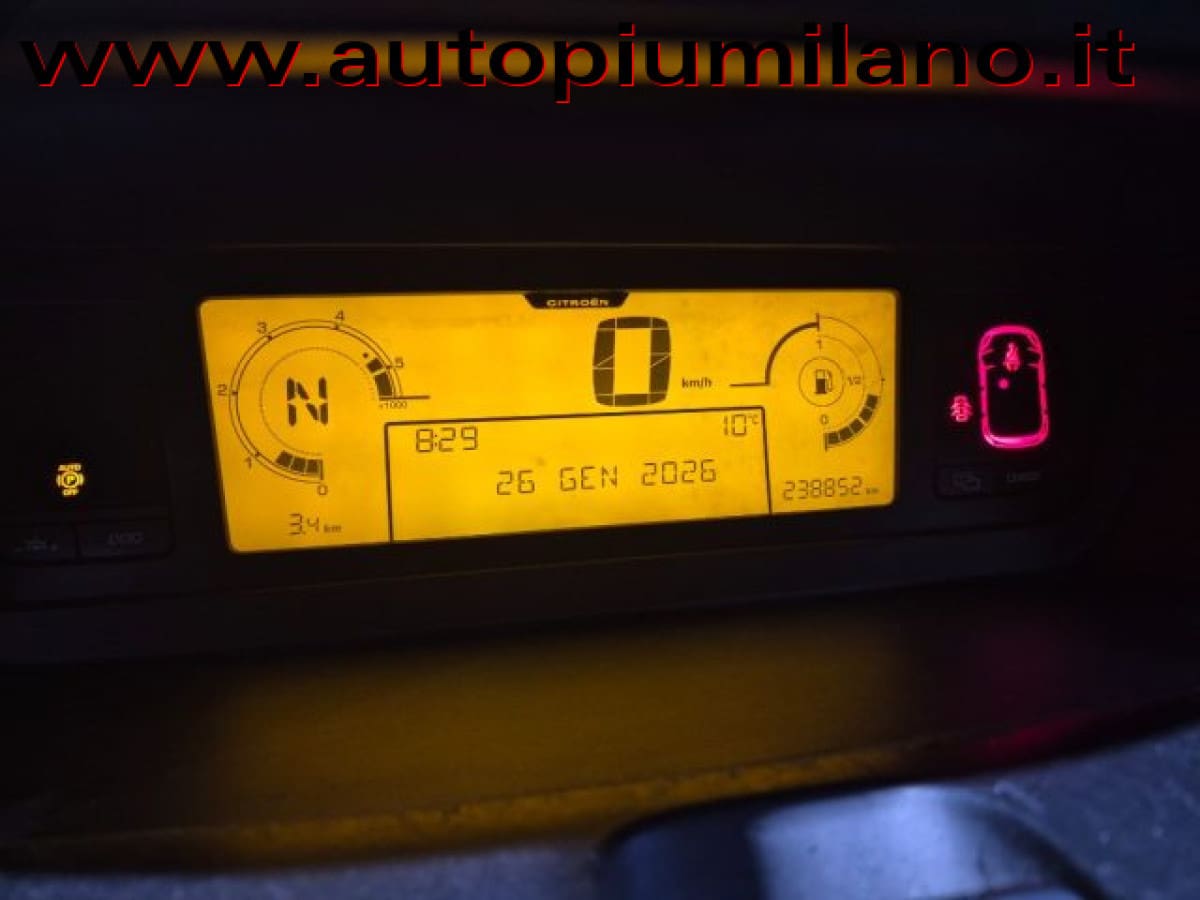 www.autopiumilano.it
CITROËN
4
3
5
2
N
x1000
1
0
0 km/h
1
1
1/2
0
8:29
10°C
26 GEN 2026
3.4 km
238852 km
AUTO
P
OFF